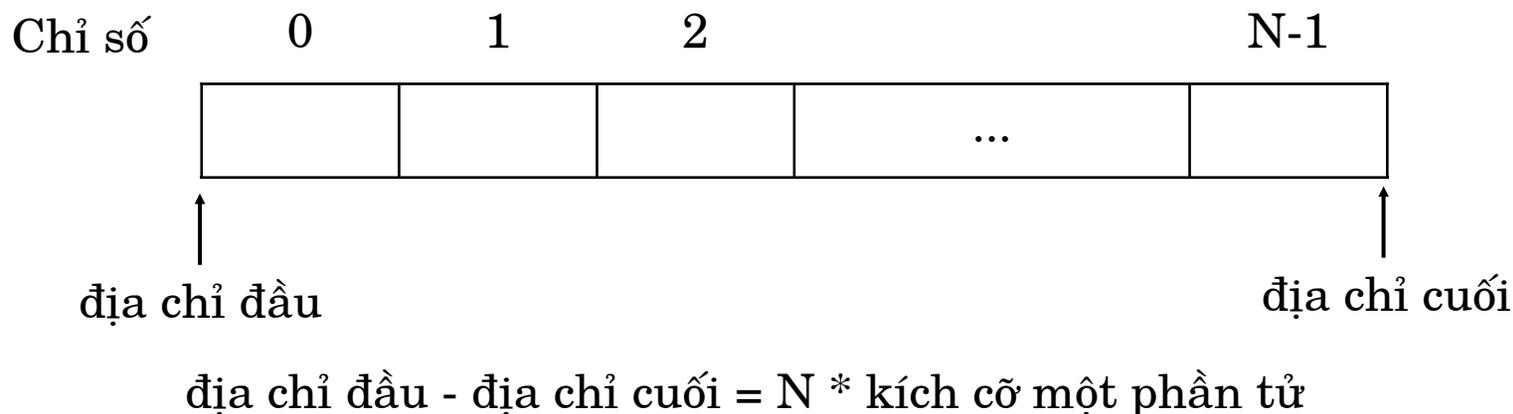 Chỉ số 0 1 2 N-1
...
địa chỉ đầu địa chỉ cuối
địa chỉ đầu - địa chỉ cuối = N * kích cỡ một phần tử